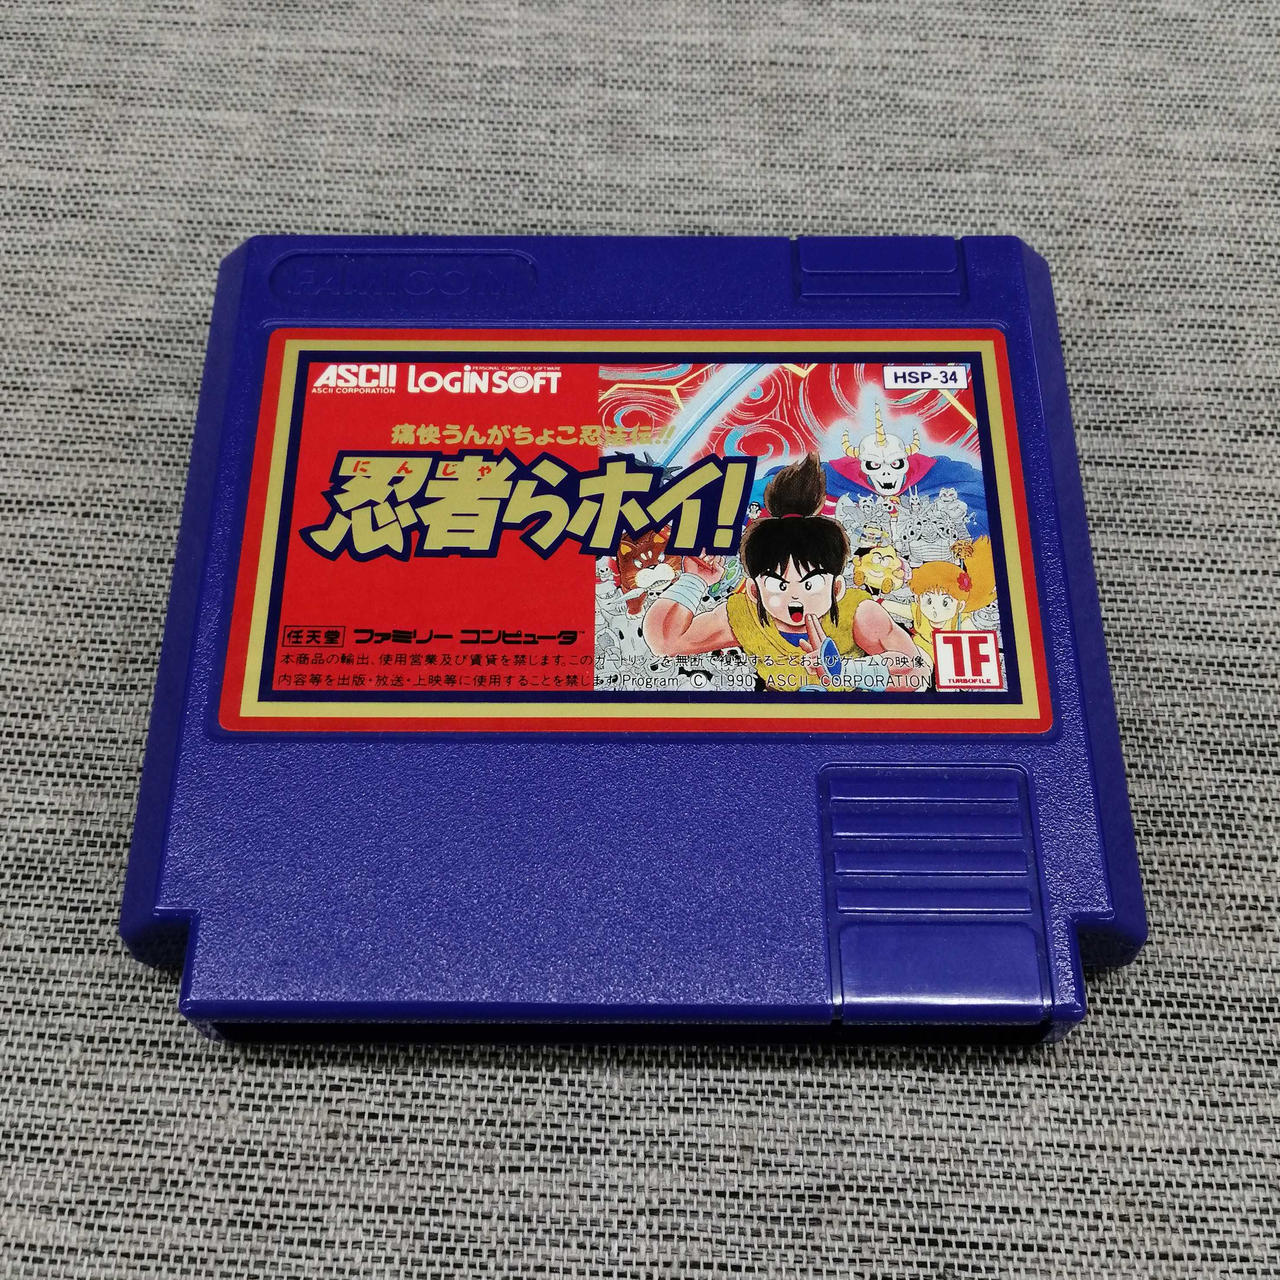 FAMICOM
ASCII
ASCII CORPORATION
PERSONAL COMPUTER SOFTWARE
LOGiN SOFT
HSP-34
痛快うんがちょこ忍法伝!!
にんじゃ
忍者らホイ!
任天堂 ファミリー コンピュータ™
本商品の輸出、使用営業及び賃貸を禁じます。このカートリッジを無断で複製することおよびゲームの映像、
内容等を出版・放送・上映等に使用することを禁じます。Program © 1990 ASCII CORPORATION
TF
TURBOFILE